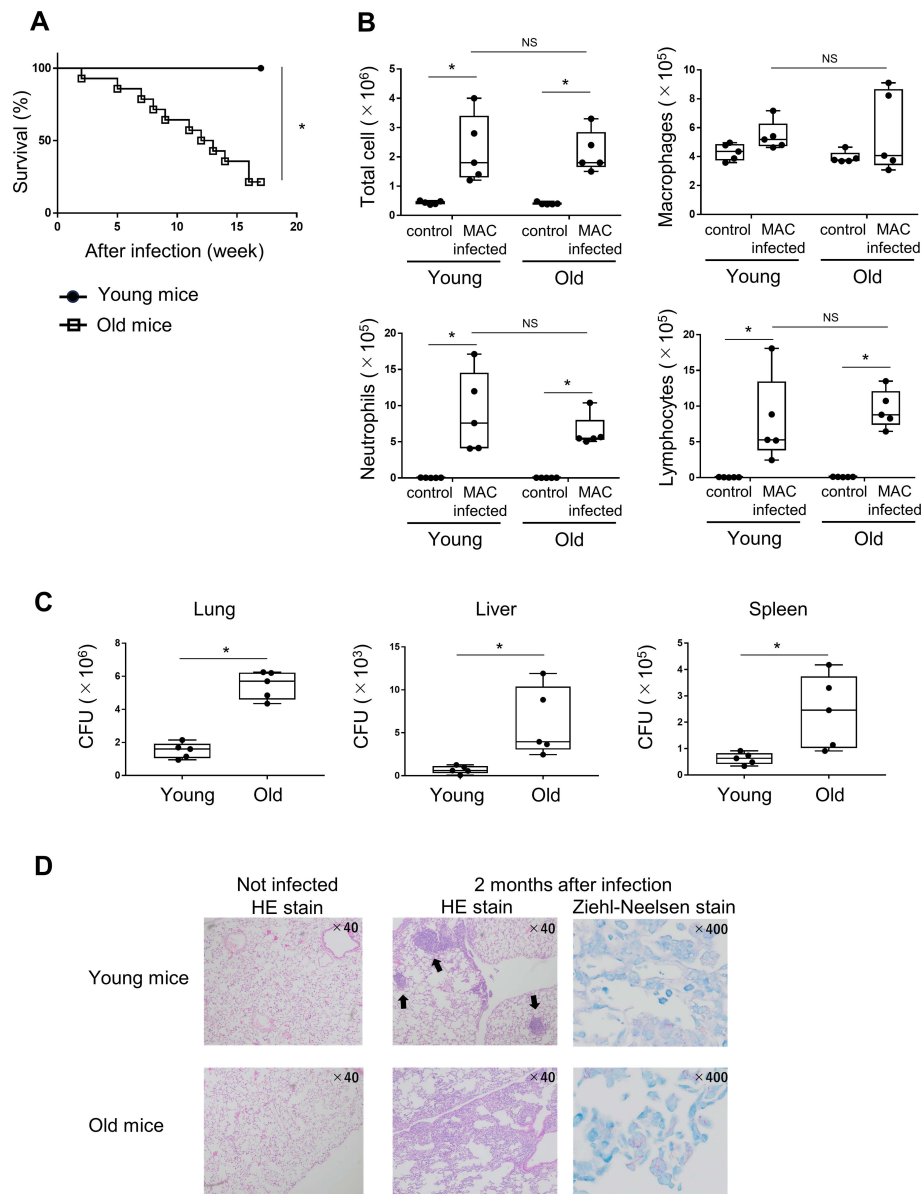 A
100
50
0
Survival (%)
0 5 10 15 20
After infection (week)
*
Young mice
Old mice
B
NS
* *
Total cell ( × 10⁶)
5
4
3
2
1
0
control MAC infected control MAC infected
Young Old
NS
Macrophages ( × 10⁵)
10
8
6
4
2
0
control MAC infected control MAC infected
Young Old
NS
* *
Neutrophils ( × 10⁵)
20
15
10
5
0
control MAC infected control MAC infected
Young Old
NS
* *
Lymphocytes ( × 10⁵)
20
15
10
5
0
control MAC infected control MAC infected
Young Old
C
Lung
*
CFU ( × 10⁶)
8
6
4
2
0
Young Old
Liver
*
CFU ( × 10³)
15
10
5
0
Young Old
Spleen
*
CFU ( × 10⁵)
5
4
3
2
1
0
Young Old
D
Not infected
HE stain
2 months after infection
HE stain Ziehl-Neelsen stain
Young mice
×40 ×40 ×400
Old mice
×40 ×40 ×400